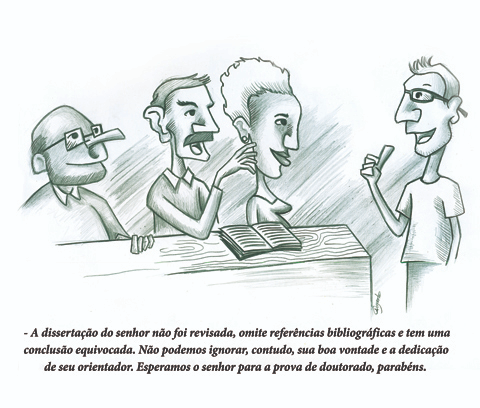 - A dissertação do senhor não foi revisada, omite referências bibliográficas e tem uma
conclusão equivocada. Não podemos ignorar, contudo, sua boa vontade e a dedicação
de seu orientador. Esperamos o senhor para a prova de doutorado, parabéns.